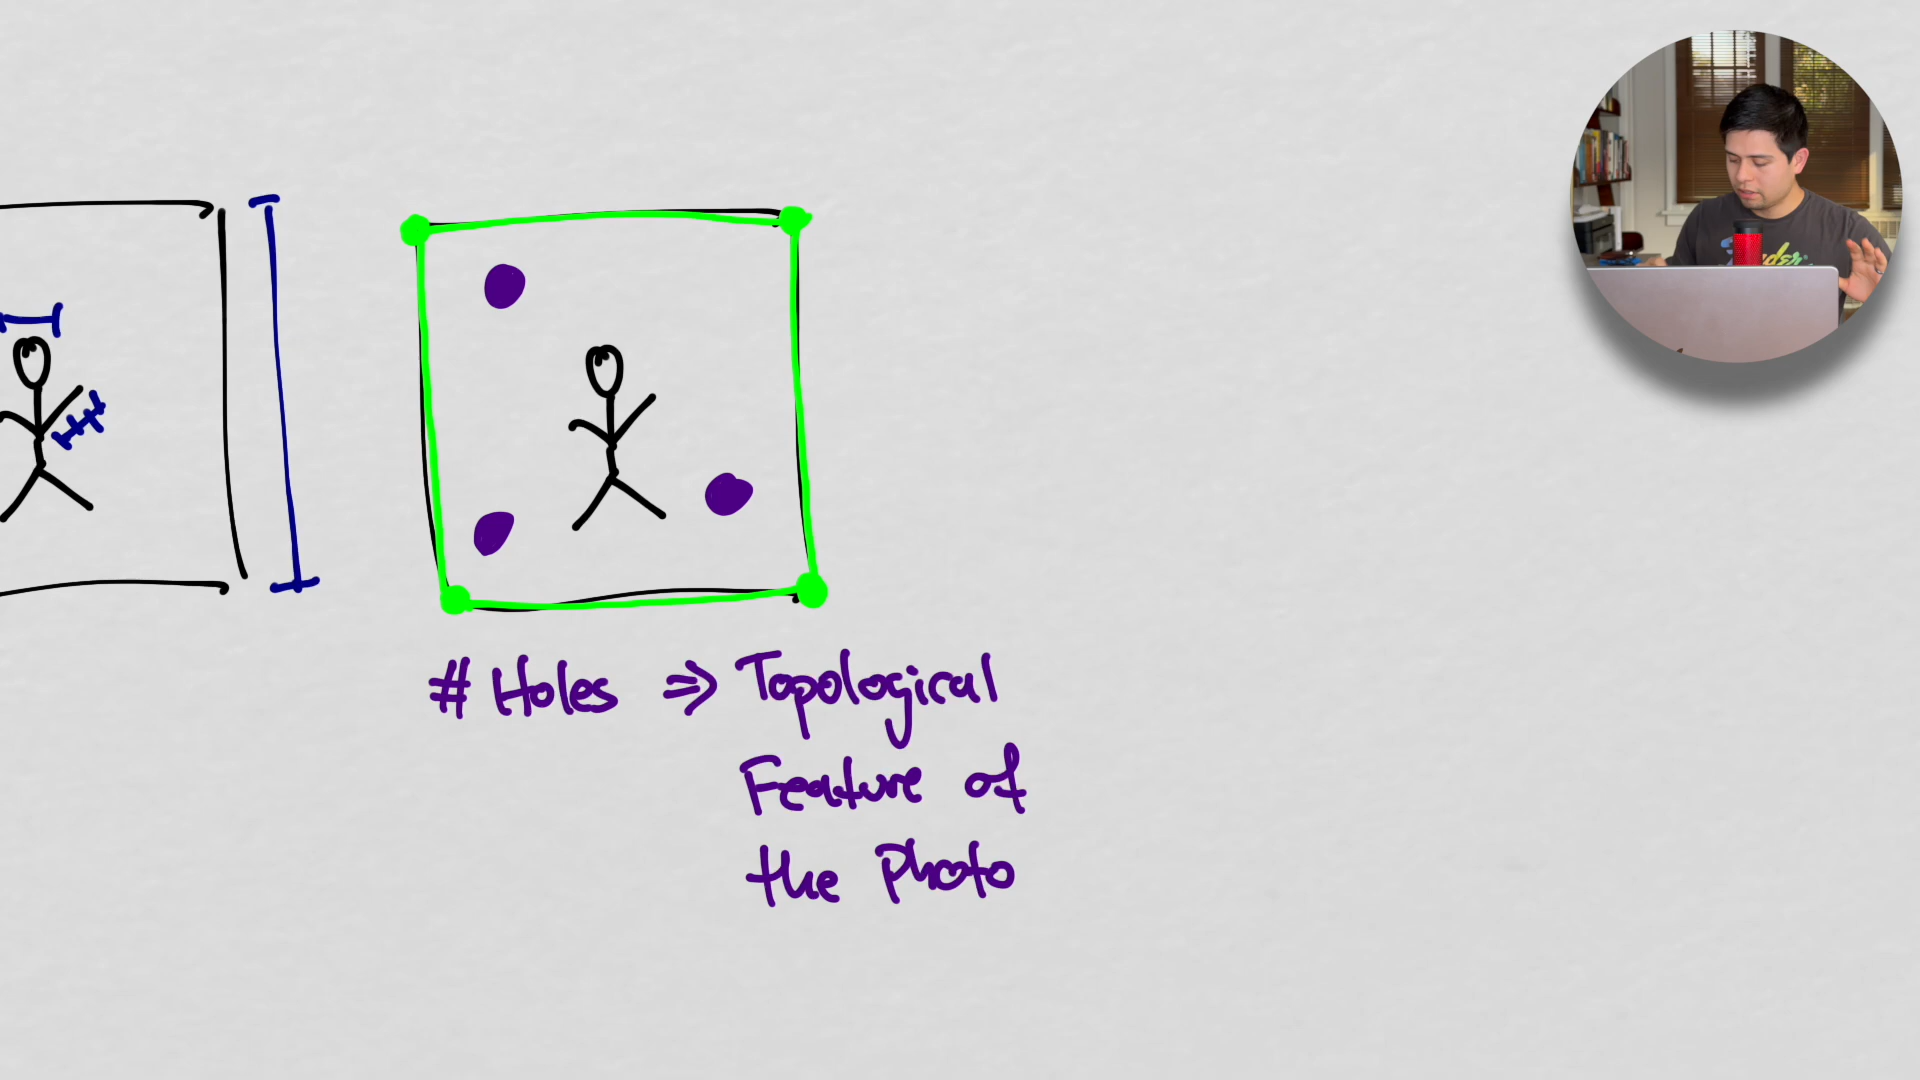 # Holes ⇒ Topological
Feature of
the Photo